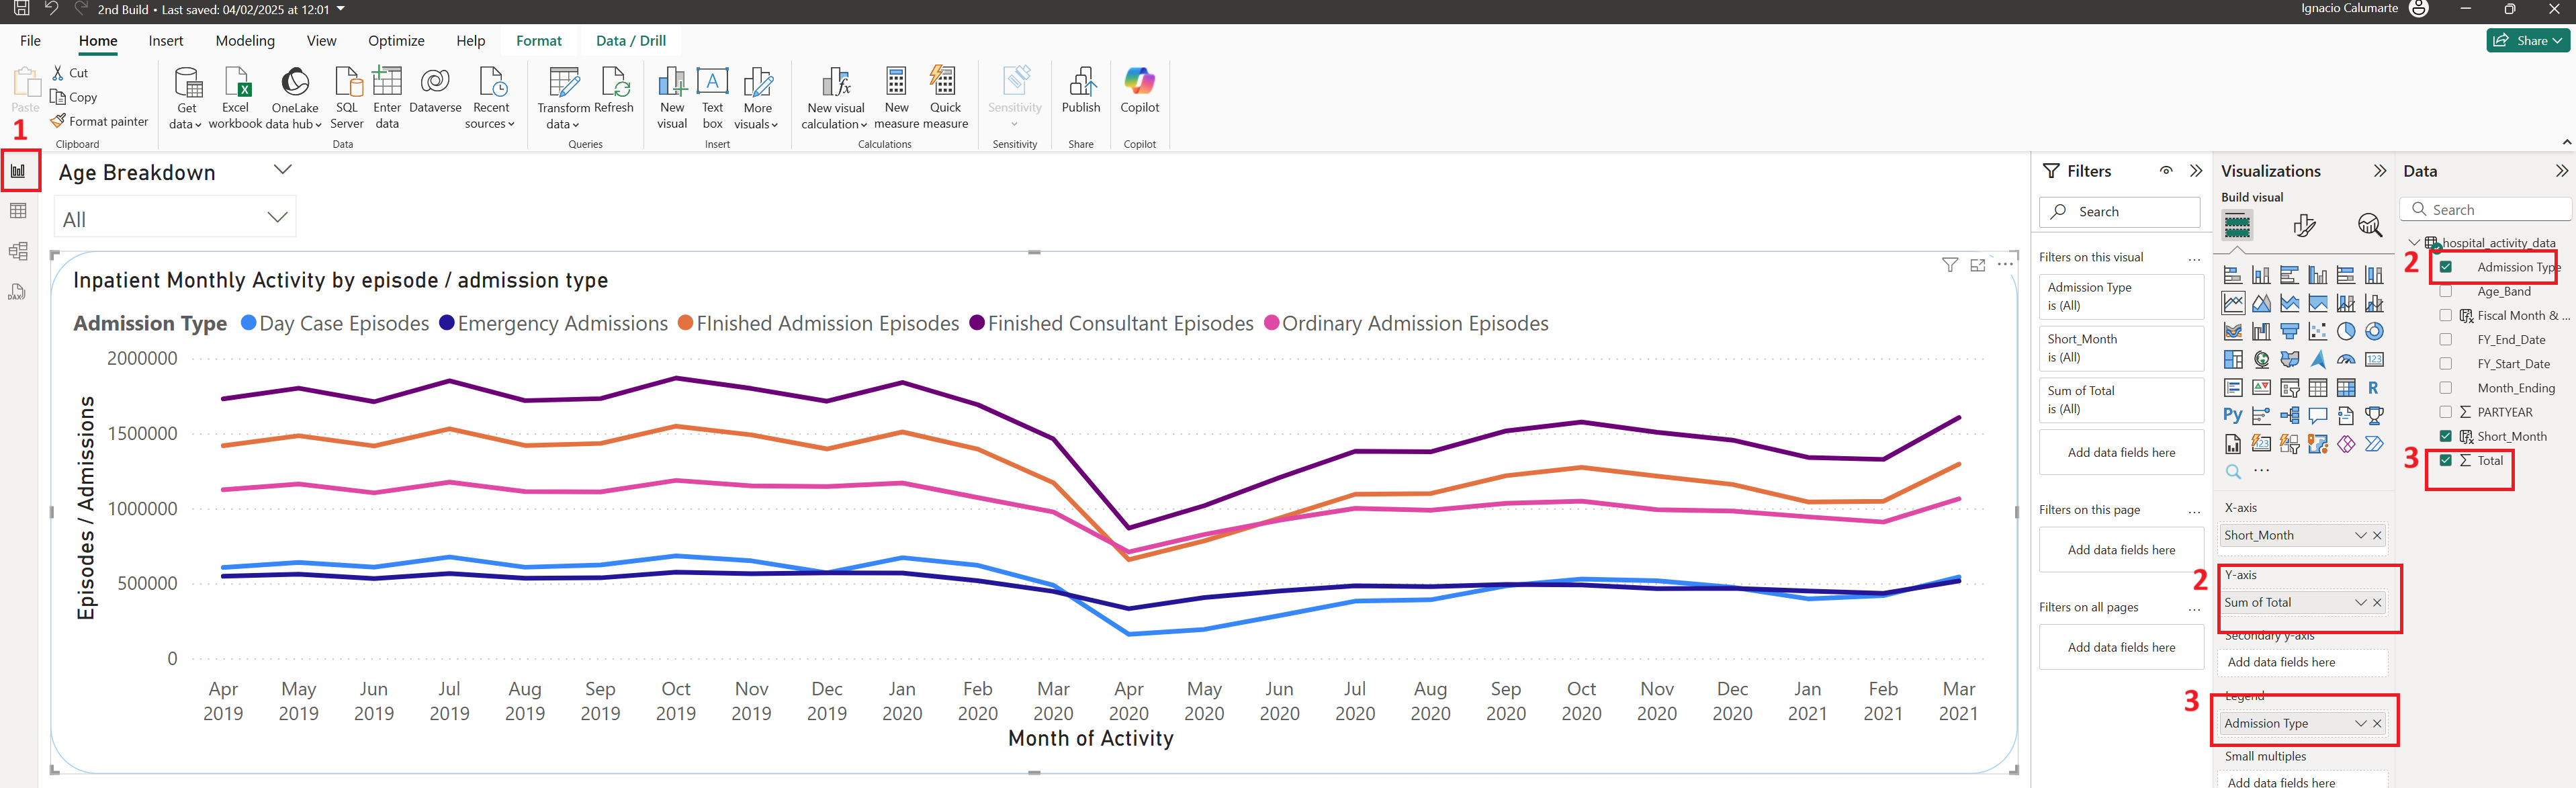 2nd Build • Last saved: 04/02/2025 at 12:01
Ignacio Calumarte
File Home Insert Modeling View Optimize Help Format Data / Drill
Share
Paste
Cut
Copy
Format painter
Clipboard
Get data
Excel workbook
OneLake data hub
SQL Server
Enter data
Dataverse
Recent sources
Data
Transform data
Refresh
Queries
New visual
Text box
More visuals
Insert
New visual calculation
New measure
Quick measure
Calculations
Sensitivity
Sensitivity
Publish
Share
Copilot
Copilot
1
Age Breakdown
All
Inpatient Monthly Activity by episode / admission type
Admission Type Day Case Episodes Emergency Admissions FInished Admission Episodes Finished Consultant Episodes Ordinary Admission Episodes
Episodes / Admissions
2000000
1500000
1000000
500000
0
Apr May Jun Jul Aug Sep Oct Nov Dec Jan Feb Mar Apr May Jun Jul Aug Sep Oct Nov Dec Jan Feb Mar
2019 2019 2019 2019 2019 2019 2019 2019 2019 2020 2020 2020 2020 2020 2020 2020 2020 2020 2020 2020 2020 2021 2021 2021
Month of Activity
Filters
Search
Filters on this visual ...
Admission Type
is (All)
Short_Month
is (All)
Sum of Total
is (All)
Add data fields here
Filters on this page ...
Add data fields here
Filters on all pages ...
Add data fields here
Visualizations
Build visual
123
R
Py
123
...
X-axis
Short_Month
2
Y-axis
Sum of Total
Secondary y-axis
Add data fields here
3
Legend
Admission Type
Small multiples
Add data fields here
Data
Search
hospital_activity_data
2
Admission Type
Age_Band
Fiscal Month & ...
FY_End_Date
FY_Start_Date
Month_Ending
∑ PARTYEAR
Short_Month
3
∑ Total